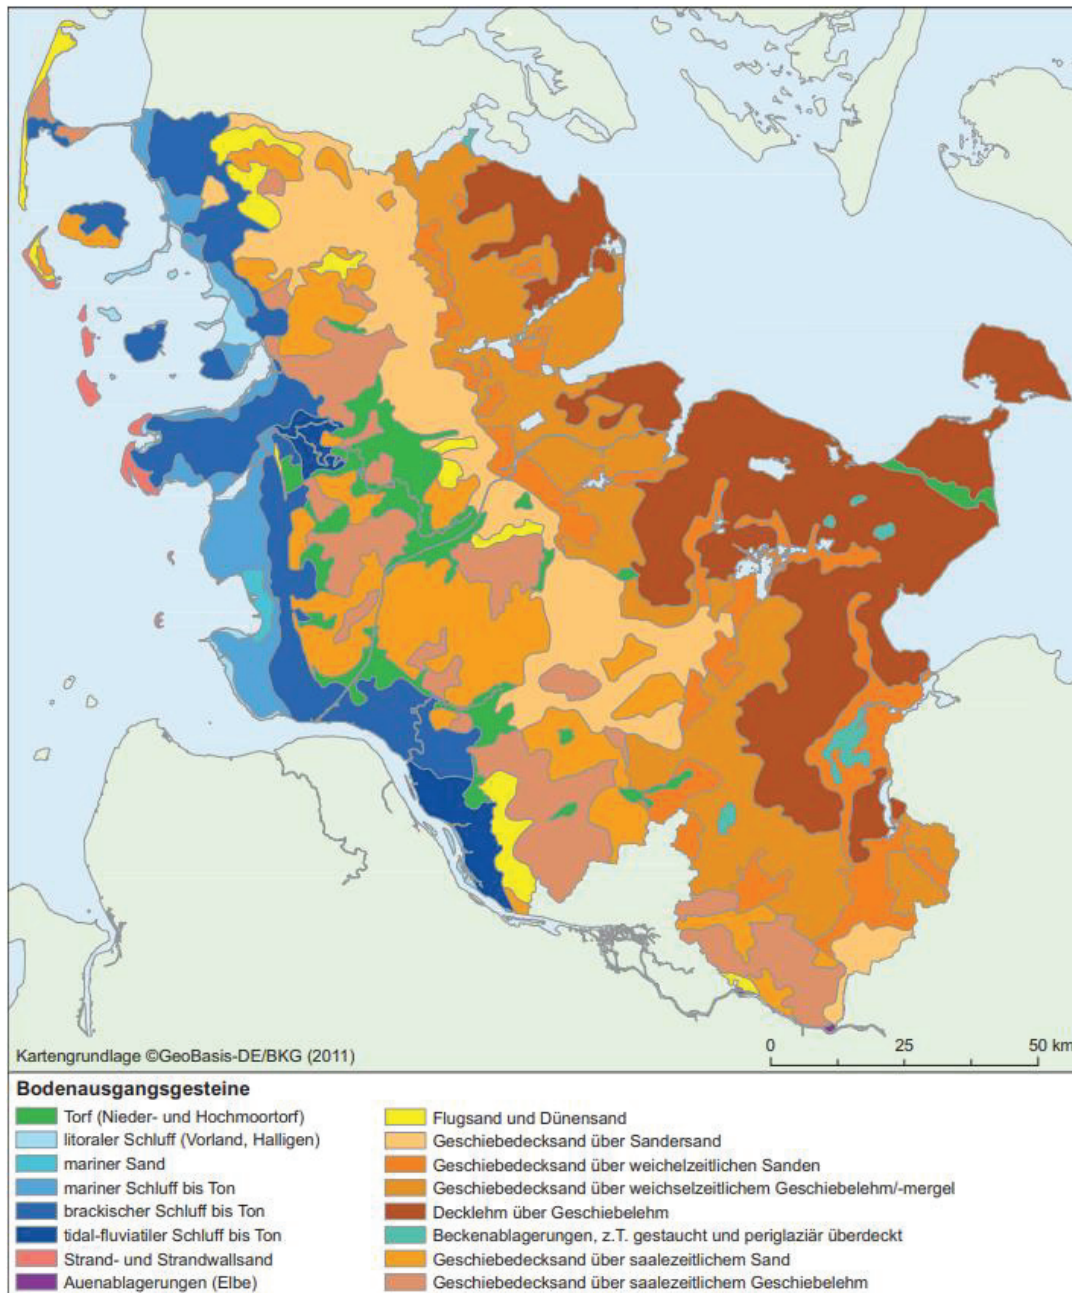 Kartengrundlage ©GeoBasis-DE/BKG (2011)
0 25 50 km
Bodenausgangsgesteine
Torf (Nieder- und Hochmoortorf)
litoraler Schluff (Vorland, Halligen)
mariner Sand
mariner Schluff bis Ton
brackischer Schluff bis Ton
tidal-fluviatiler Schluff bis Ton
Strand- und Strandwallsand
Auenablagerungen (Elbe)
Flugsand und Dünensand
Geschiebedecksand über Sandersand
Geschiebedecksand über weichelzeitlichen Sanden
Geschiebedecksand über weichselzeitlichem Geschiebelehm/-mergel
Decklehm über Geschiebelehm
Beckenablagerungen, z.T. gestaucht und periglaziär überdeckt
Geschiebedecksand über saalezeitlichem Sand
Geschiebedecksand über saalezeitlichem Geschiebelehm